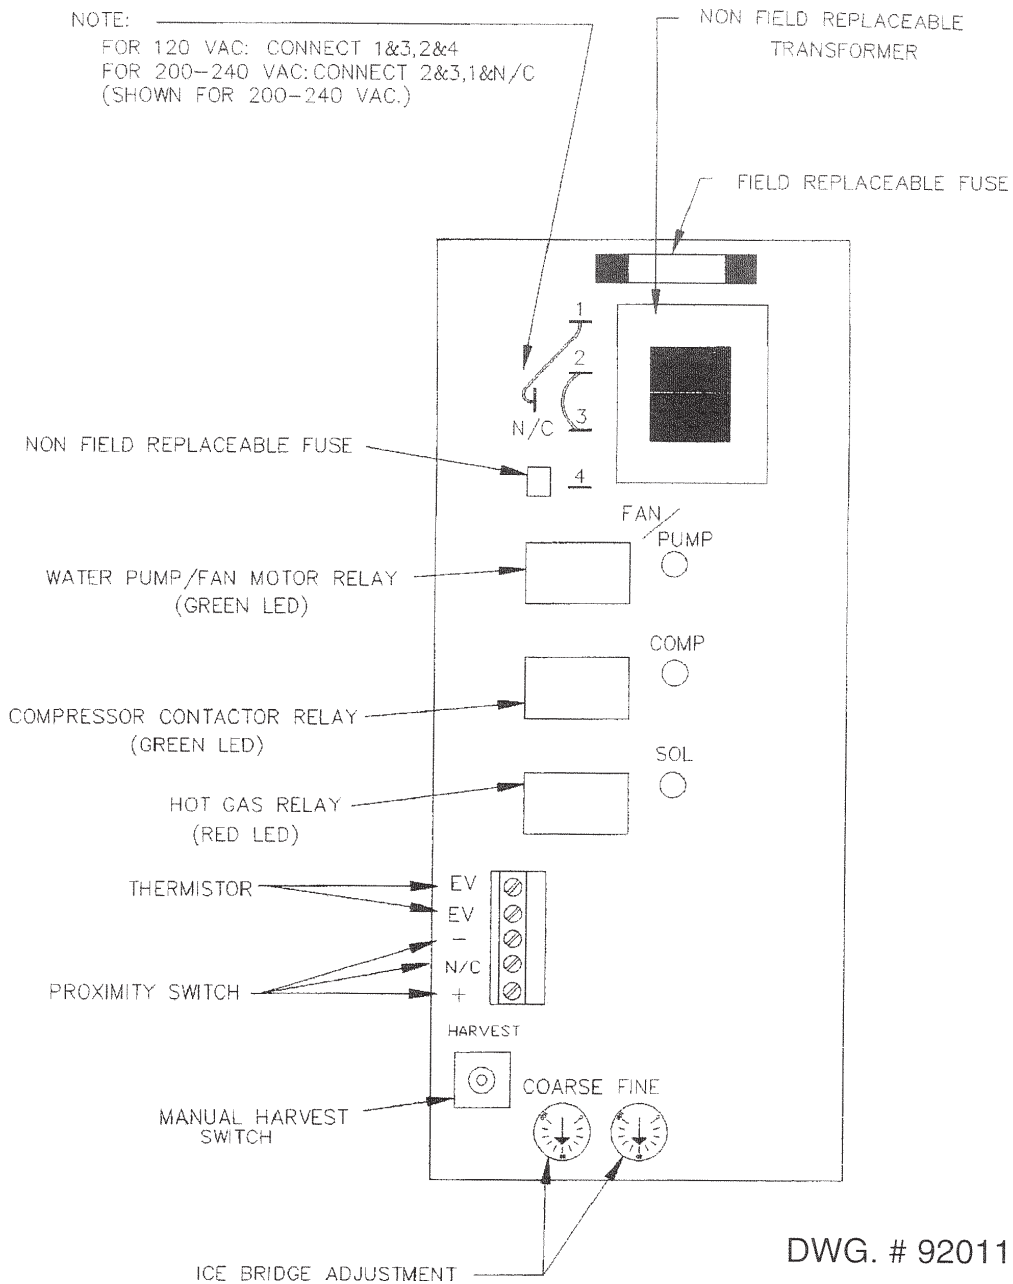 NOTE:
FOR 120 VAC: CONNECT 1&3,2&4
FOR 200-240 VAC: CONNECT 2&3,1&N/C
(SHOWN FOR 200-240 VAC.)
NON FIELD REPLACEABLE
TRANSFORMER
FIELD REPLACEABLE FUSE
1
2
3
N/C
4
NON FIELD REPLACEABLE FUSE
FAN/
PUMP
WATER PUMP/FAN MOTOR RELAY
(GREEN LED)
COMP
COMPRESSOR CONTACTOR RELAY
(GREEN LED)
SOL
HOT GAS RELAY
(RED LED)
THERMISTOR
EV
EV
-
N/C
+
PROXIMITY SWITCH
HARVEST
MANUAL HARVEST
SWITCH
COARSE FINE
ICE BRIDGE ADJUSTMENT
DWG. # 92011